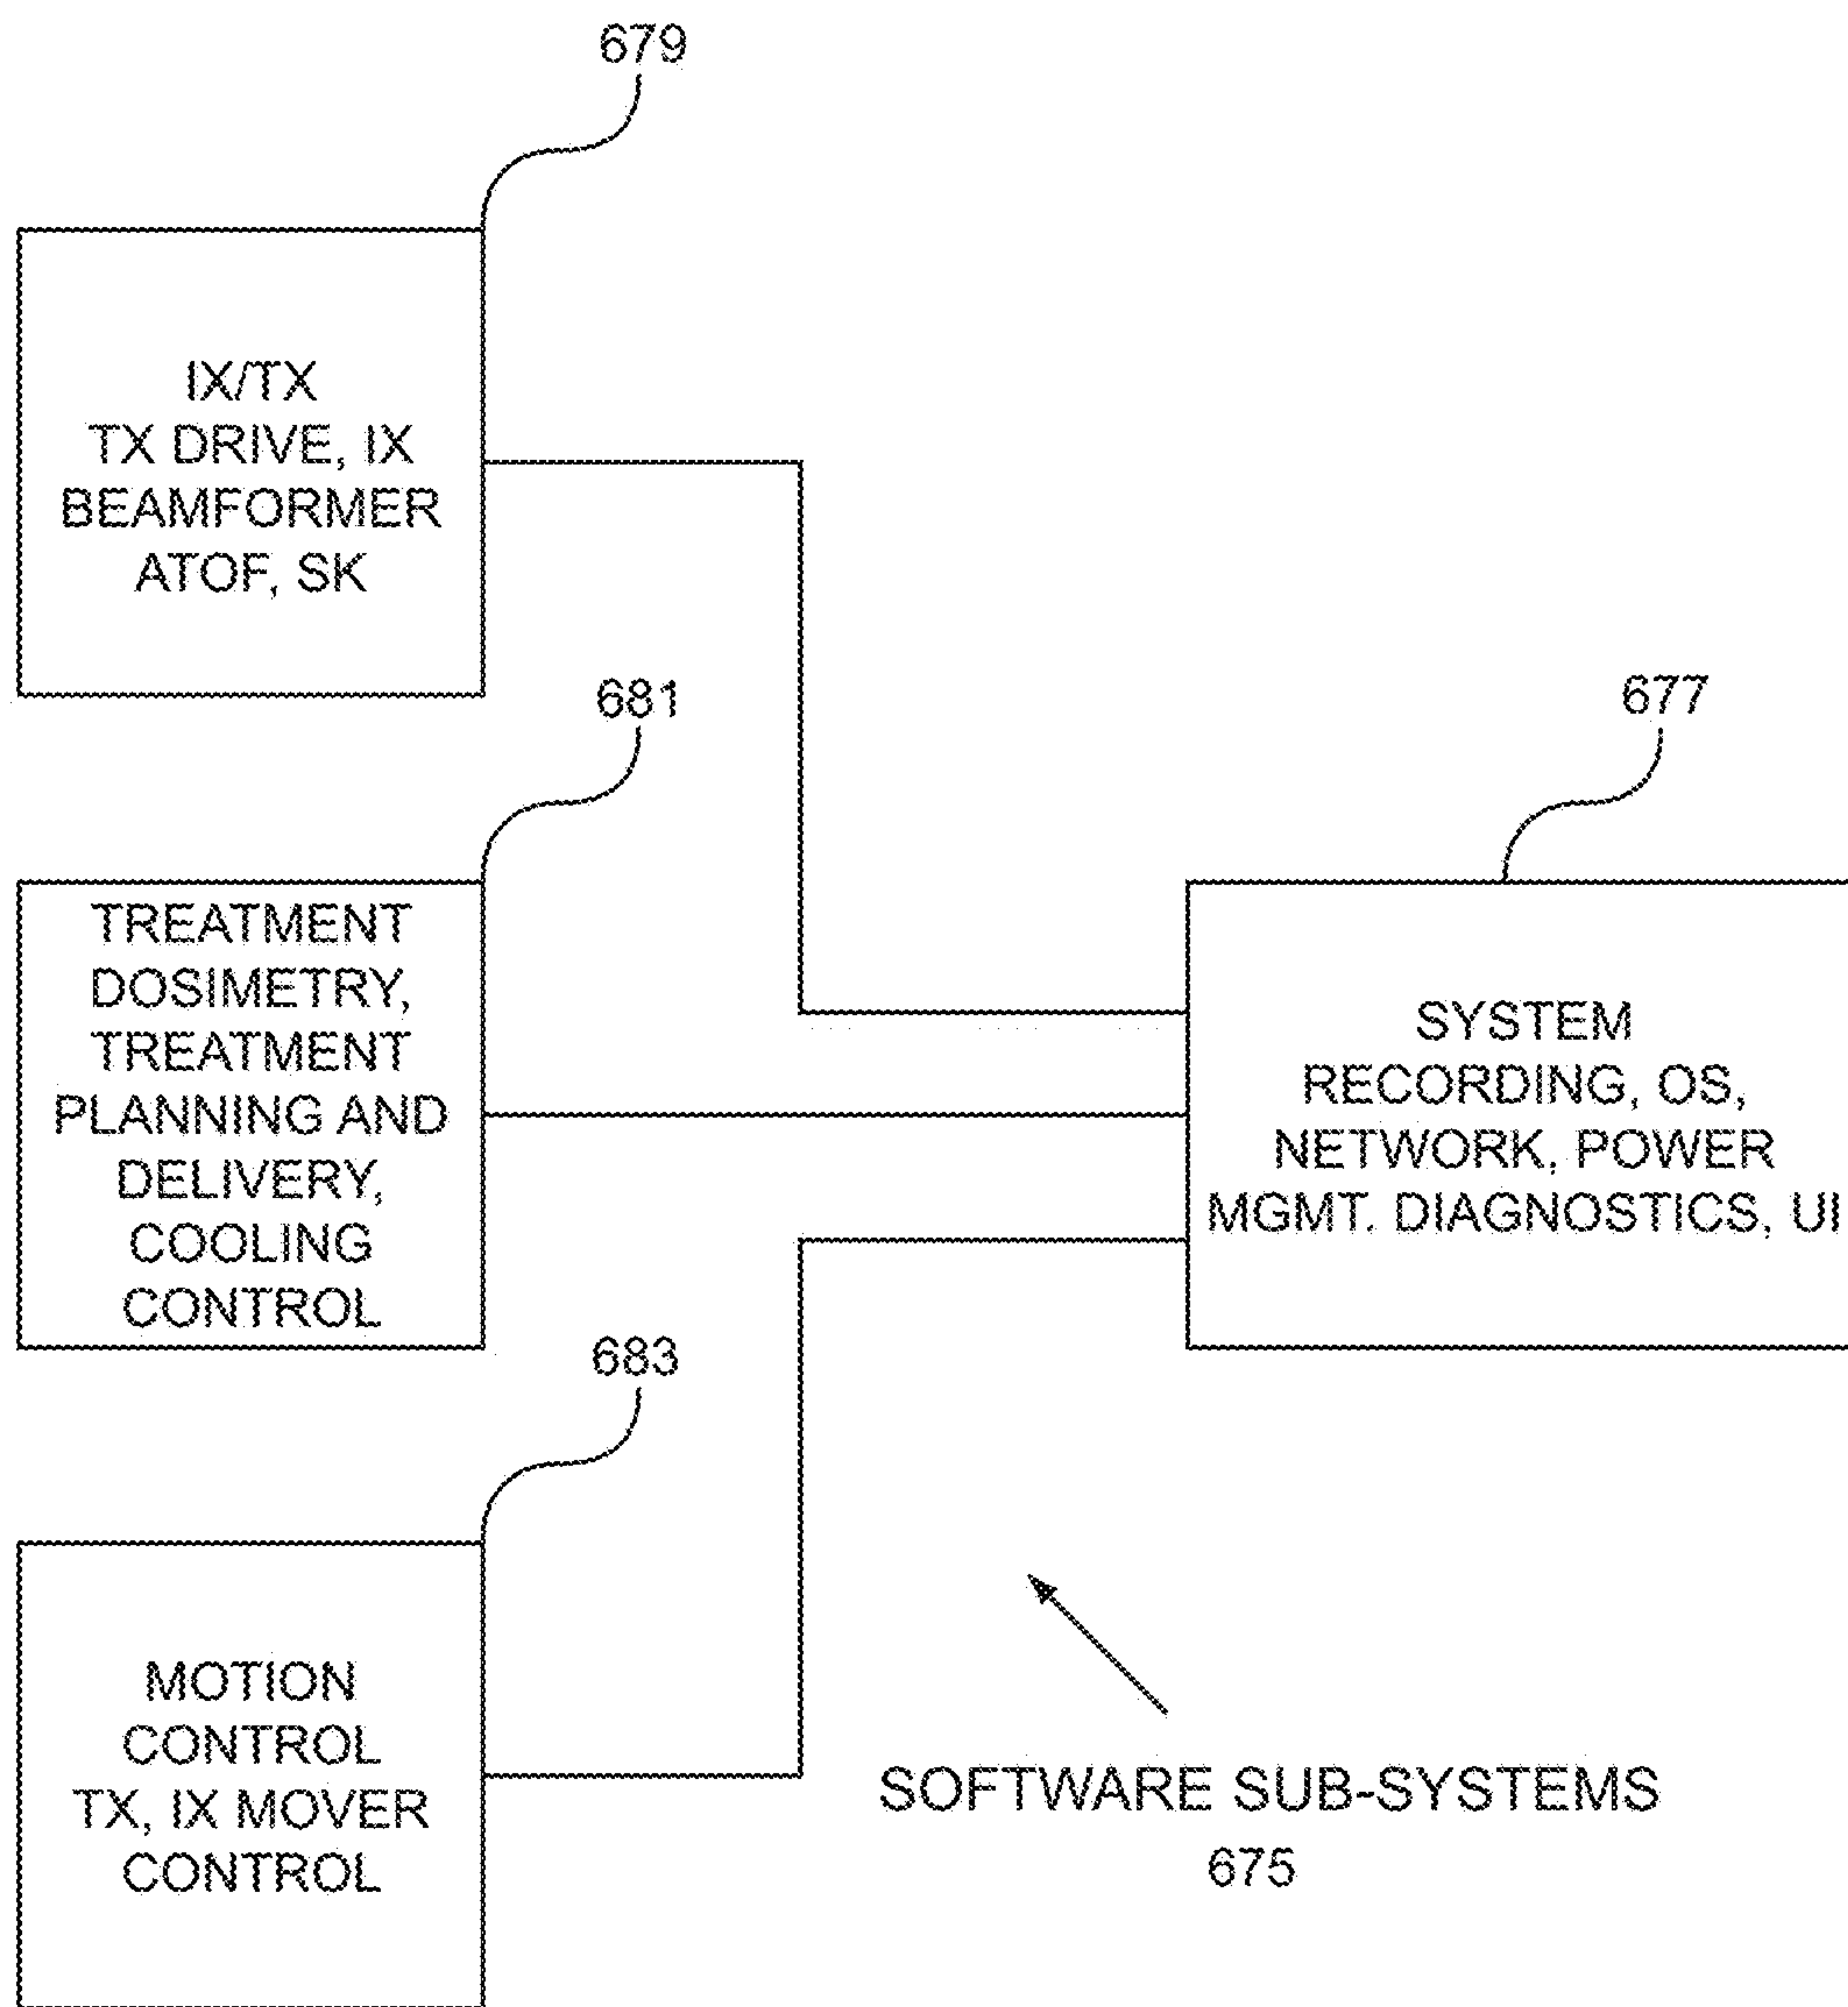 679
IX/TX
TX DRIVE, IX
BEAMFORMER
ATOF, SK
681
TREATMENT
DOSIMETRY,
TREATMENT
PLANNING AND
DELIVERY,
COOLING
CONTROL
677
SYSTEM
RECORDING, OS,
NETWORK, POWER
MGMT. DIAGNOSTICS, UI
683
MOTION
CONTROL
TX, IX MOVER
CONTROL
SOFTWARE SUB-SYSTEMS
675